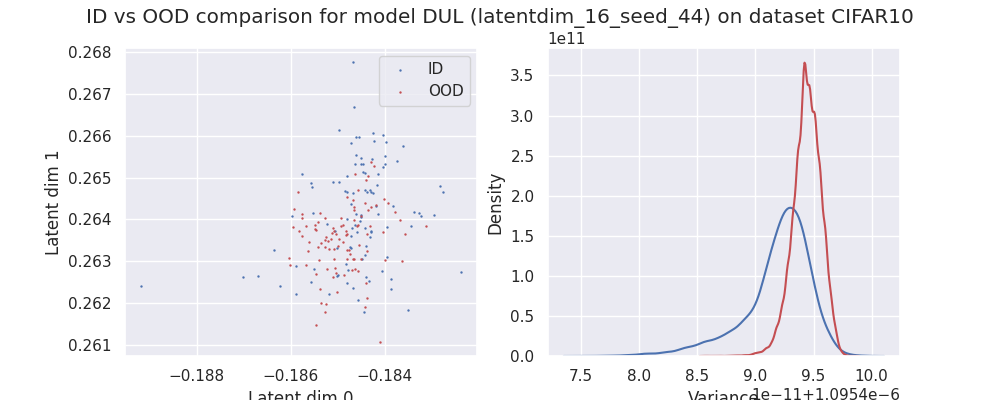 ID vs OOD comparison for model DUL (latentdim_16_seed_44) on dataset CIFAR10
0.268
0.267
0.266
0.265
0.264
0.263
0.262
0.261
Latent dim 1
ID
OOD
−0.188
−0.186
−0.184
Latent dim 0
1e11
3.5
3.0
2.5
2.0
1.5
1.0
0.5
0.0
Density
7.5
8.0
8.5
9.0
9.5
10.0
Variance
1e−11+1.0954e−6